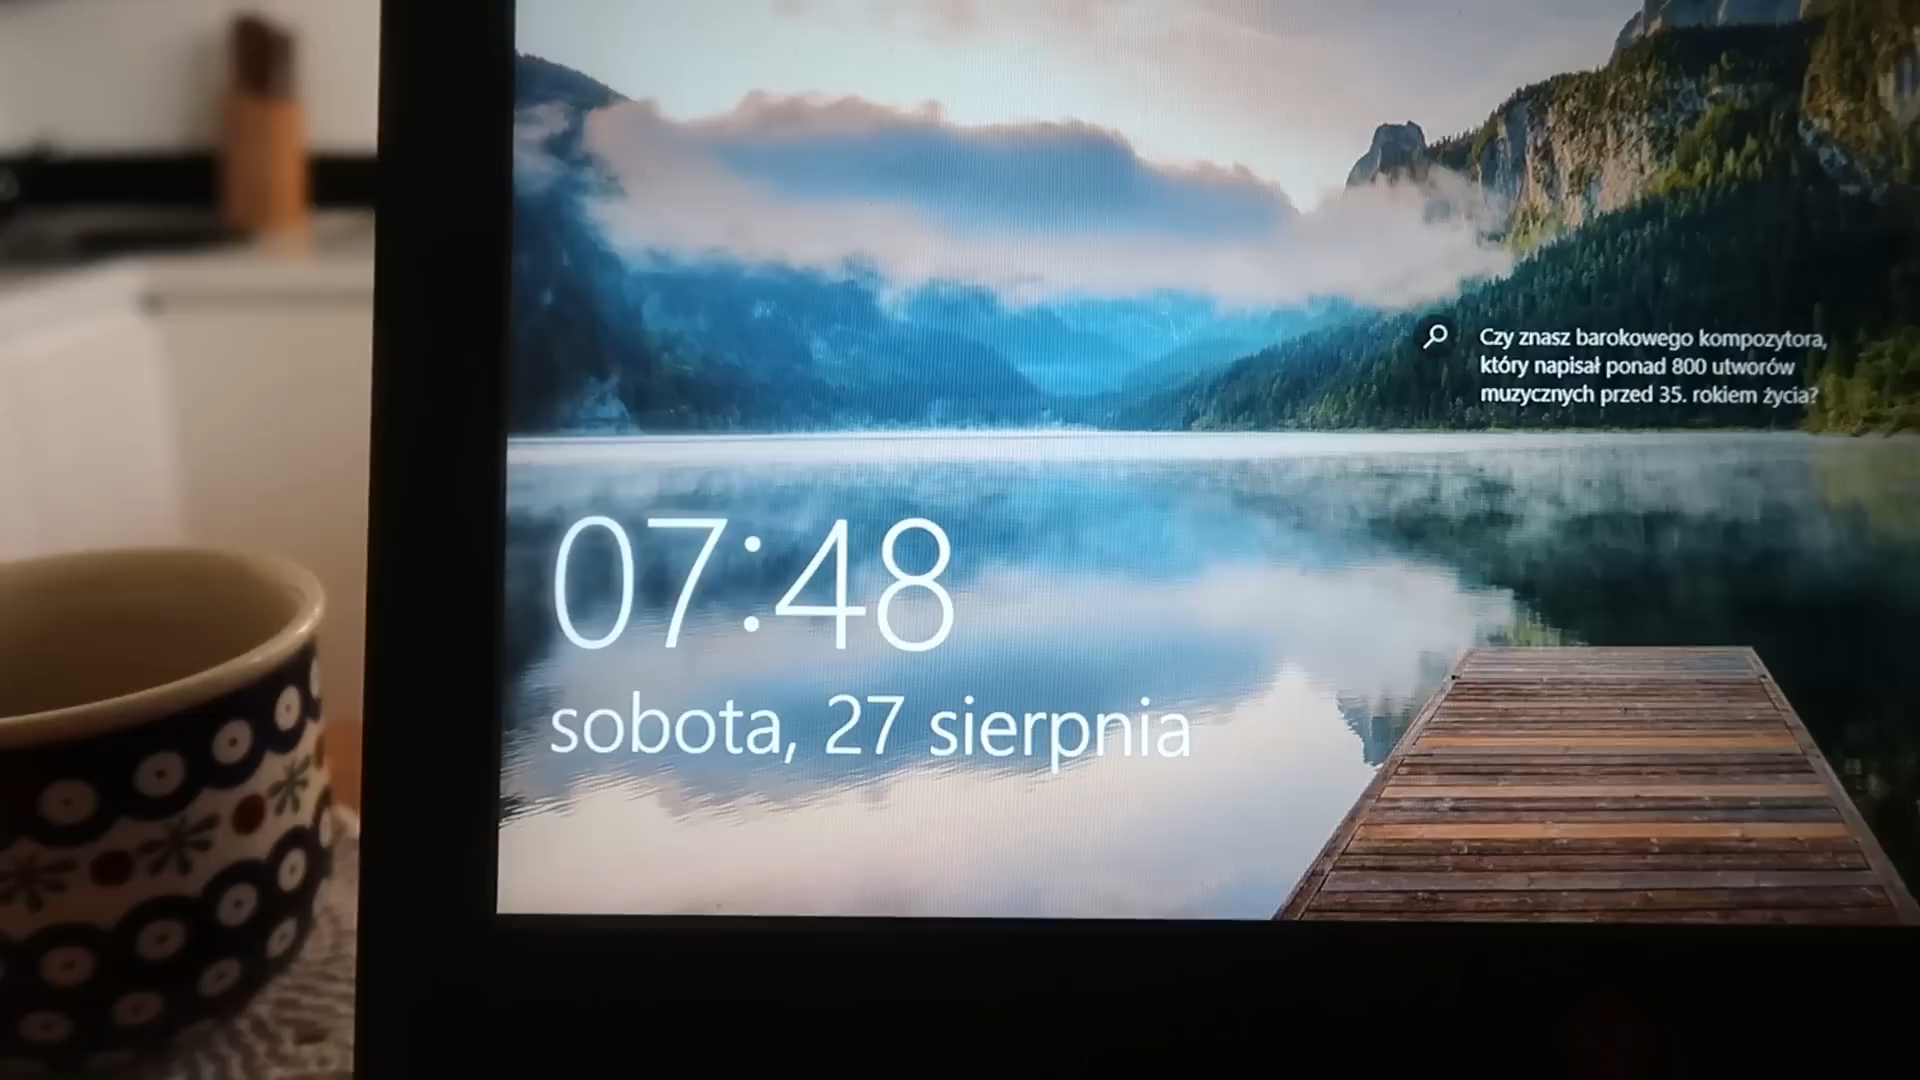 Czy znasz barokowego kompozytora,
który napisał ponad 800 utworów
muzycznych przed 35. rokiem życia?
07:48
sobota, 27 sierpnia